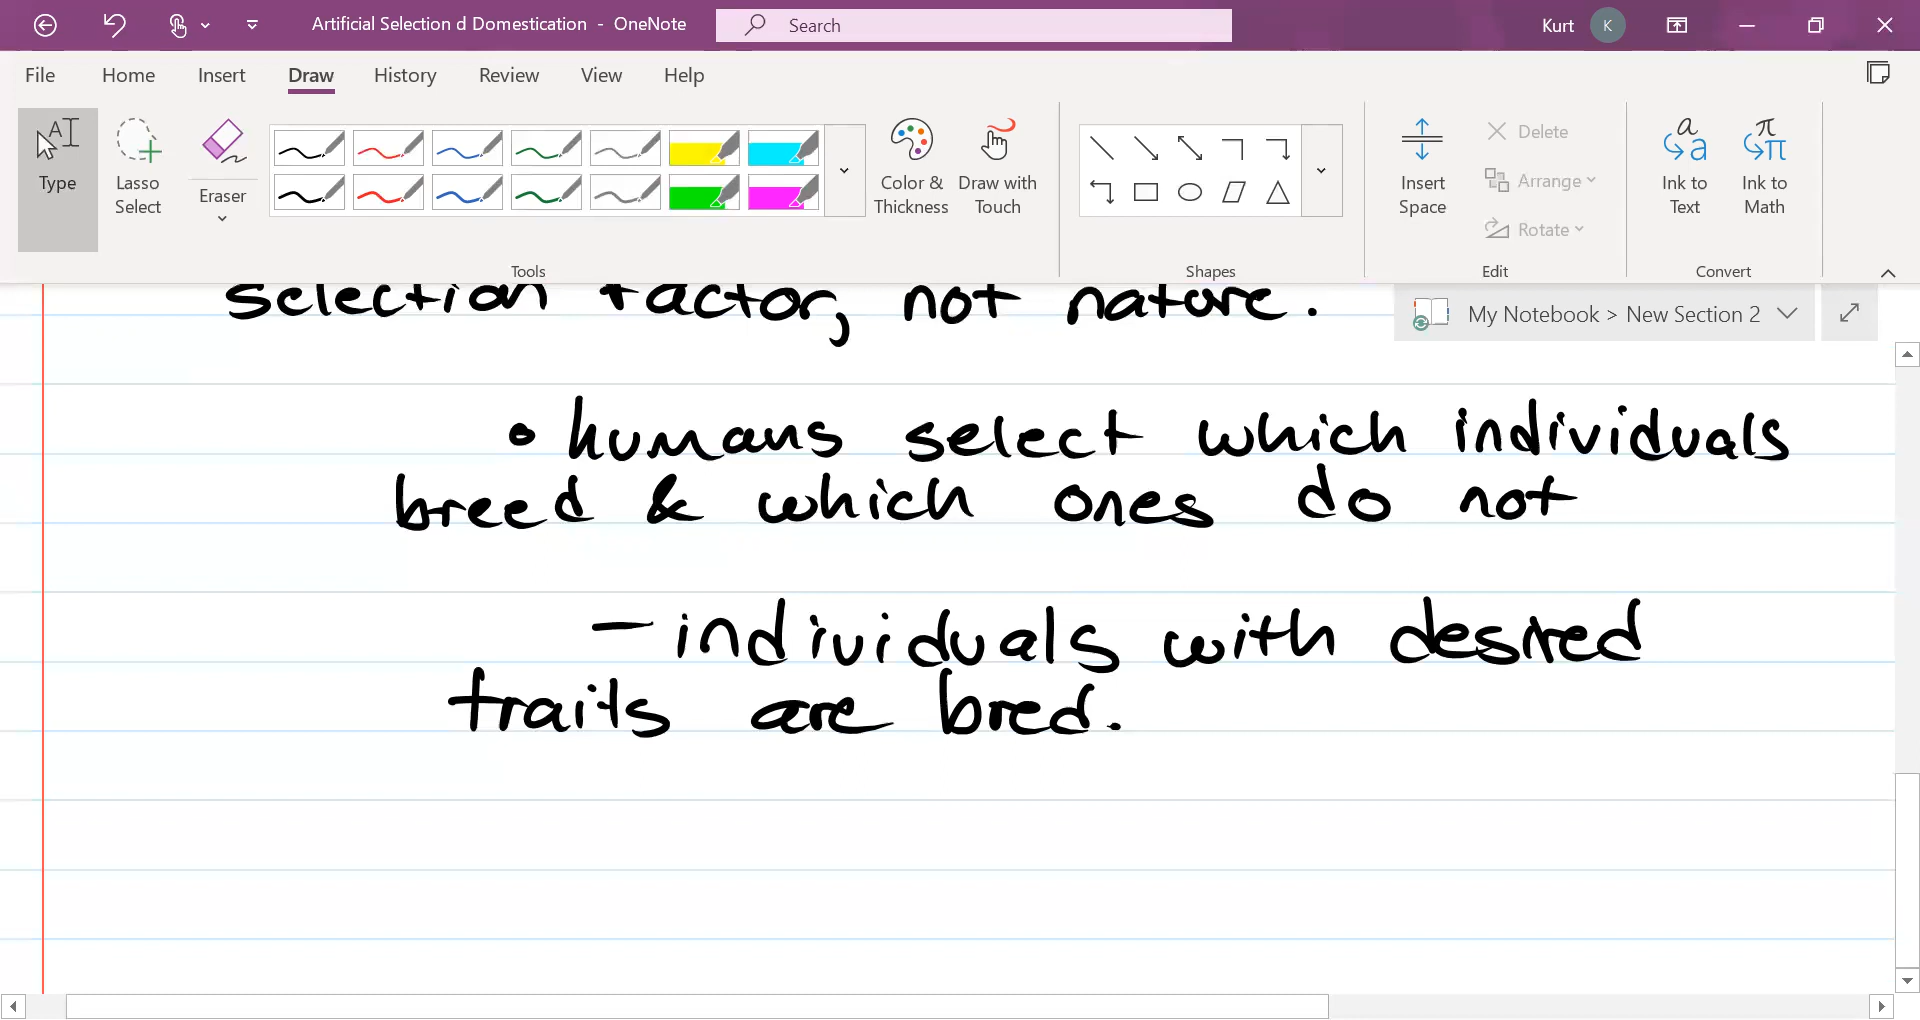 Artificial Selection d Domestication - OneNote
Search
Kurt K
File Home Insert Draw History Review View Help
Type
Lasso Select
Eraser
Color & Thickness
Draw with Touch
Insert Space
Delete
Arrange
Rotate
Ink to Text
Ink to Math
Tools Shapes Edit Convert
My Notebook > New Section 2
selection factor, not nature.
• humans select which individuals
breed & which ones do not
– individuals with desired
traits are bred.